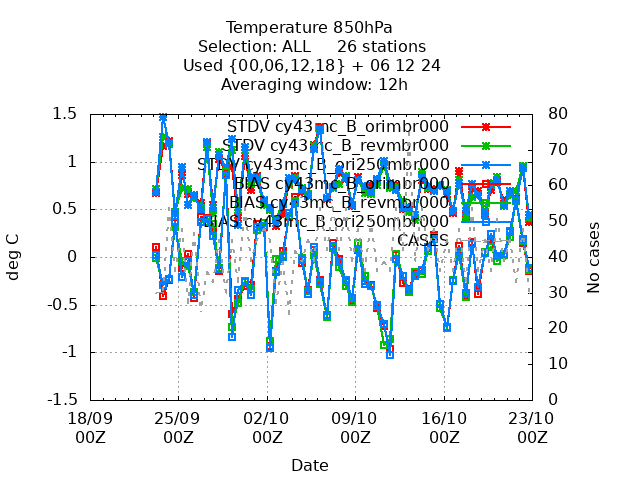 Temperature 850hPa
Selection: ALL     26 stations
Used {00,06,12,18} + 06 12 24
Averaging window: 12h
1.5
1
0.5
0
-0.5
-1
-1.5
deg C
80
70
60
50
40
30
20
10
0
No cases
STDV cy43mc_B_orimbr000
STDV cy43mc_B_revmbr000
STDV cy43mc_B_ori250mbr000
BIAS cy43mc_B_orimbr000
BIAS cy43mc_B_revmbr000
BIAS cy43mc_B_ori250mbr000
CASES
18/09 25/09 02/10 09/10 16/10 23/10
00Z 00Z 00Z 00Z 00Z 00Z
Date